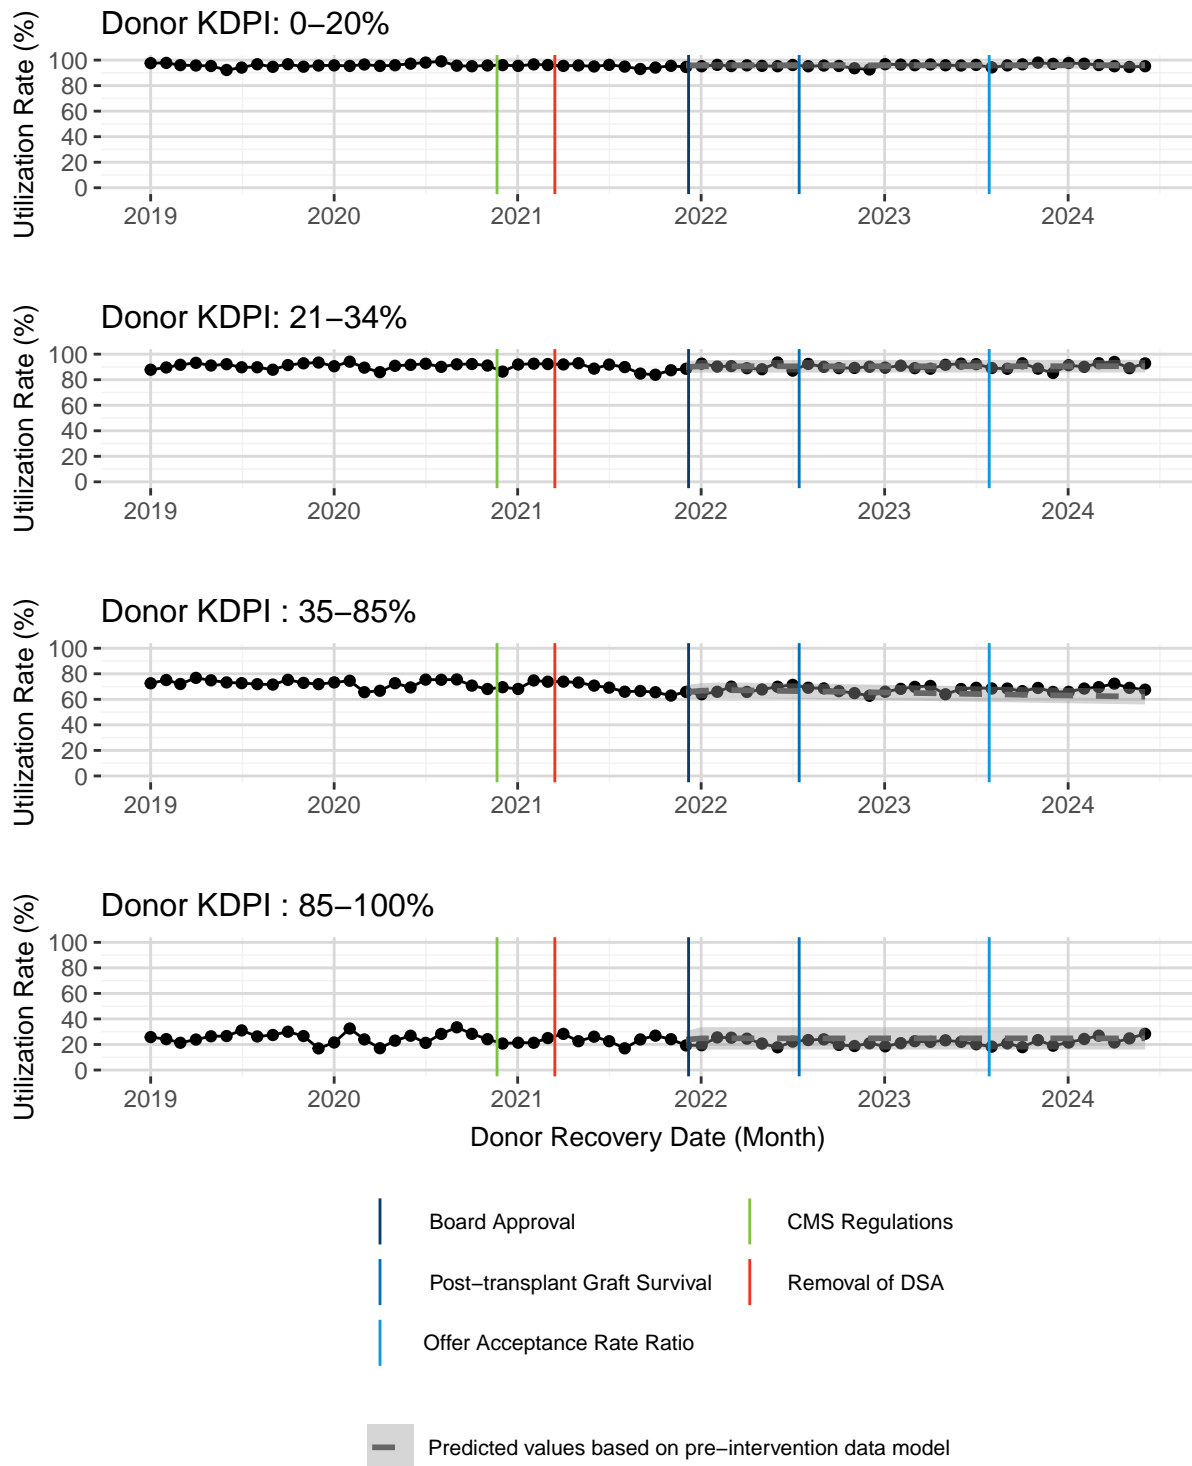 Donor KDPI: 0−20%
Utilization Rate (%)
100
80
60
40
20
0
2019 2020 2021 2022 2023 2024
Donor KDPI: 21−34%
Utilization Rate (%)
100
80
60
40
20
0
2019 2020 2021 2022 2023 2024
Donor KDPI : 35−85%
Utilization Rate (%)
100
80
60
40
20
0
2019 2020 2021 2022 2023 2024
Donor KDPI : 85−100%
Utilization Rate (%)
100
80
60
40
20
0
2019 2020 2021 2022 2023 2024
Donor Recovery Date (Month)
Board Approval CMS Regulations
Post−transplant Graft Survival Removal of DSA
Offer Acceptance Rate Ratio
Predicted values based on pre−intervention data model